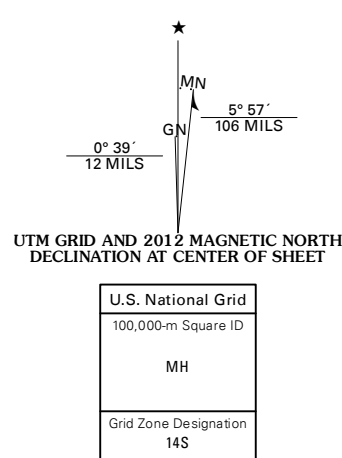 ★
MN
GN
5° 57´
106 MILS
0° 39´
12 MILS
UTM GRID AND 2012 MAGNETIC NORTH
DECLINATION AT CENTER OF SHEET
U.S. National Grid
100,000-m Square ID
MH
Grid Zone Designation
14S